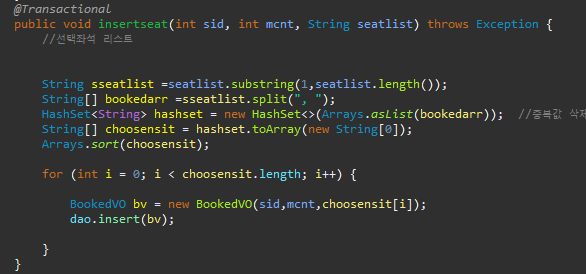 @Transactional
public void insertseat(int sid, int mcnt, String seatlist) throws Exception {
//선택좌석 리스트
String sseatlist =seatlist.substring(1,seatlist.length());
String[] bookedarr =sseatlist.split(", ");
HashSet<String> hashset = new HashSet<>(Arrays.asList(bookedarr)); //중복값 삭제
String[] choosensit = hashset.toArray(new String[0]);
Arrays.sort(choosensit);
for (int i = 0; i < choosensit.length; i++) {
BookedVO bv = new BookedVO(sid,mcnt,choosensit[i]);
dao.insert(bv);
}
}